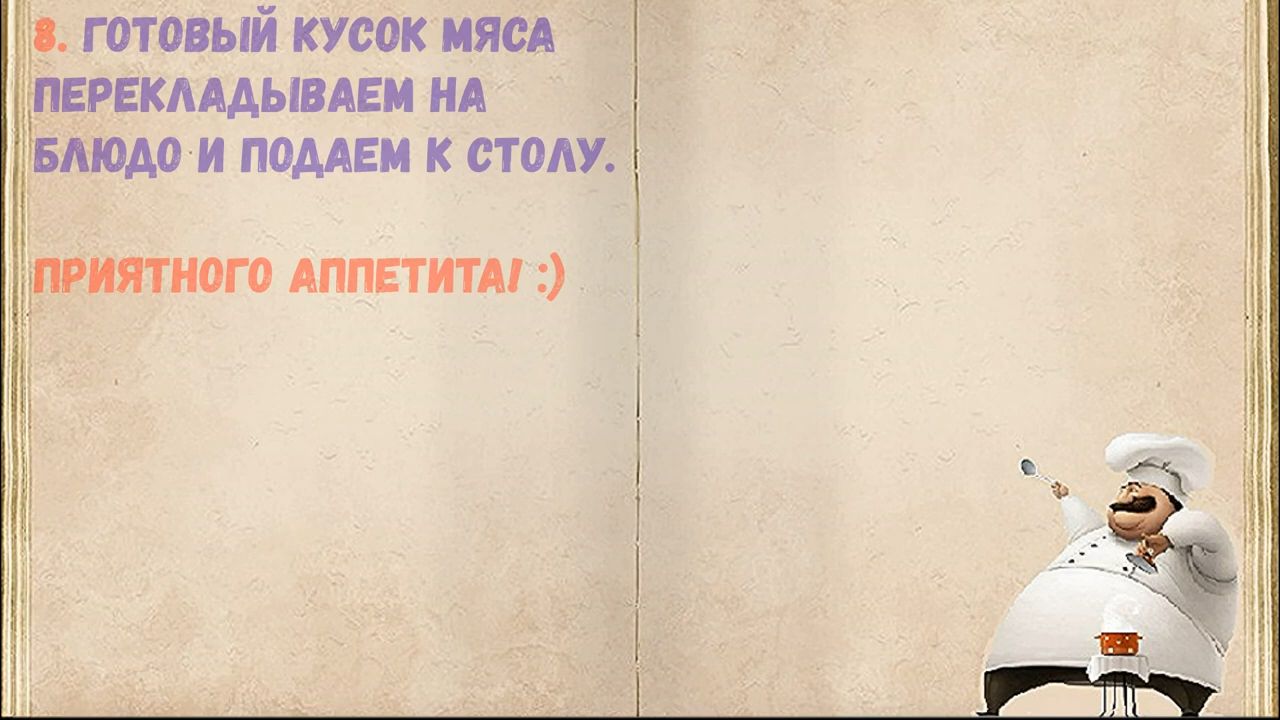 8. ГОТОВЫЙ КУСОК МЯСА
ПЕРЕКЛАДЫВАЕМ НА
БЛЮДО И ПОДАЕМ К СТОЛУ.
ПРИЯТНОГО АППЕТИТА! :)